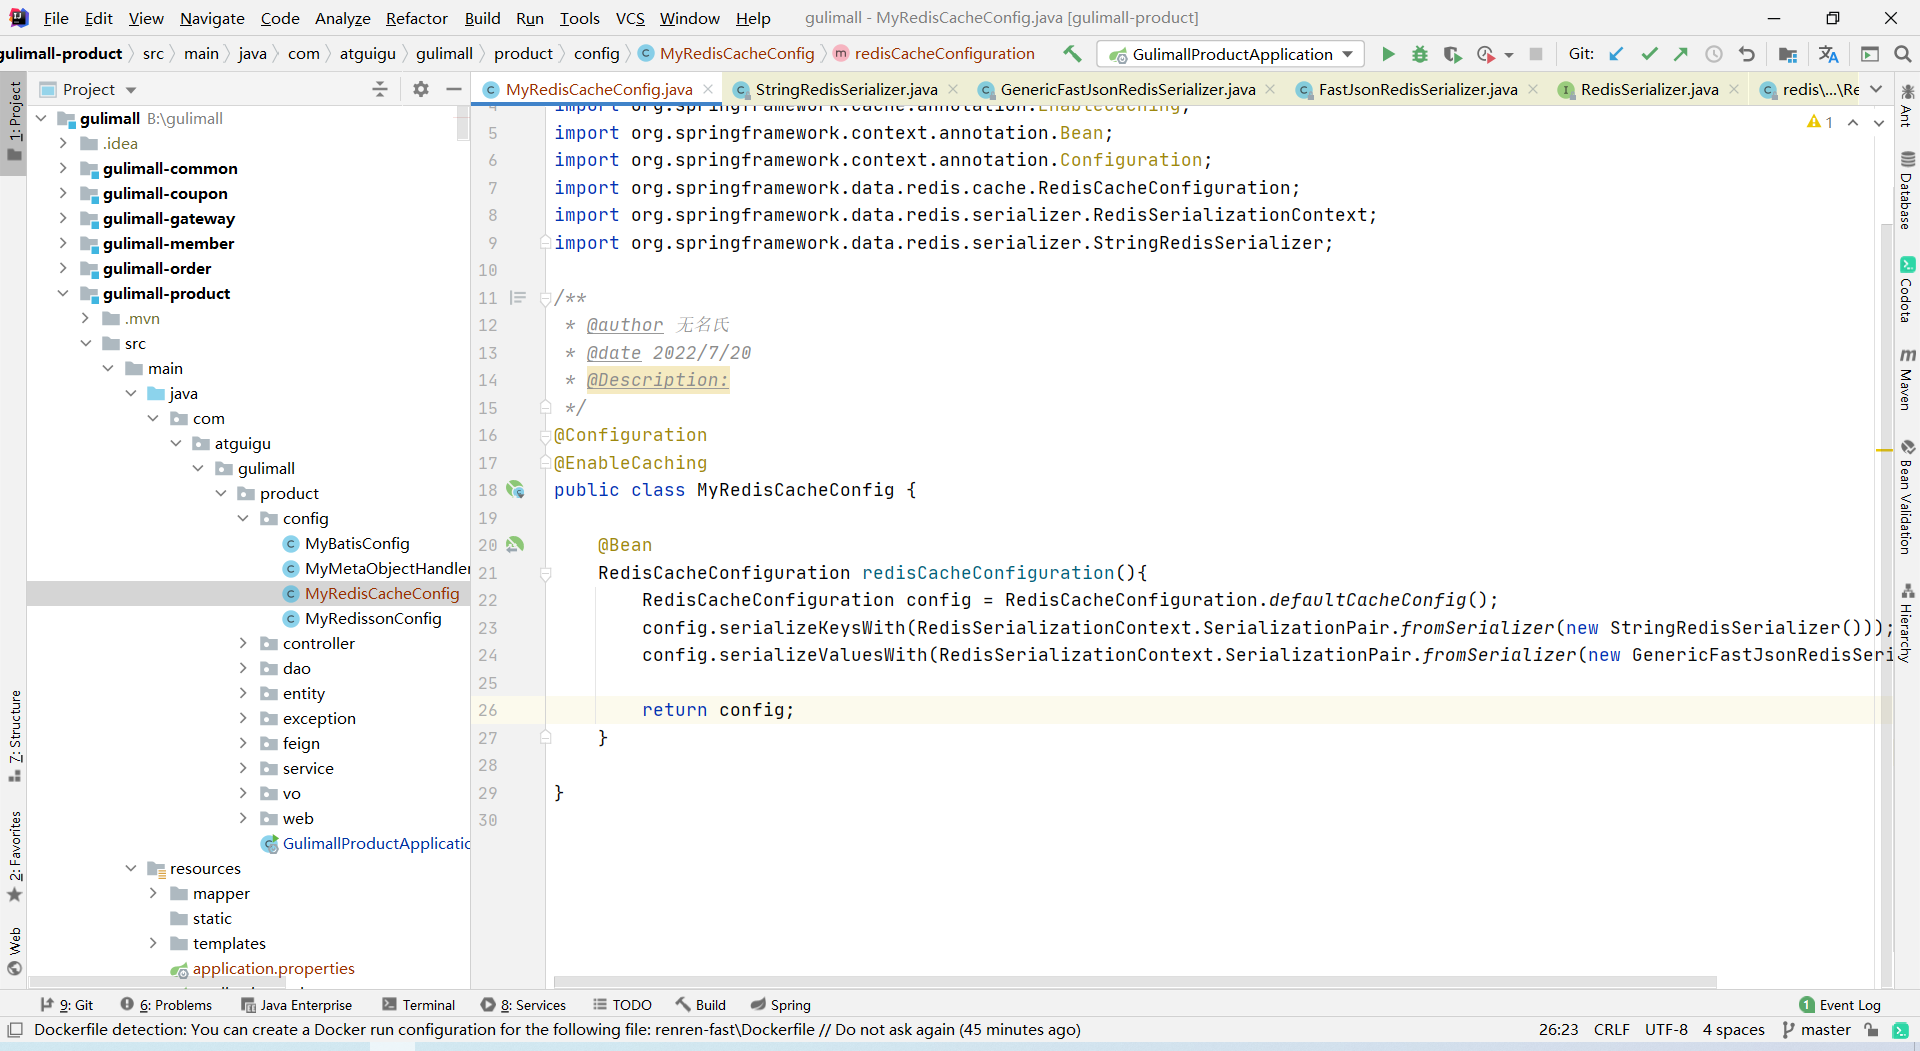 File Edit View Navigate Code Analyze Refactor Build Run Tools VCS Window Help gulimall - MyRedisCacheConfig.java [gulimall-product]
gulimall-product src main java com atguigu gulimall product config MyRedisCacheConfig redisCacheConfiguration GulimallProductApplication Git:
Project
MyRedisCacheConfig.java StringRedisSerializer.java GenericFastJsonRedisSerializer.java FastJsonRedisSerializer.java RedisSerializer.java redis\...\Re
1: Project
7: Structure
2: Favorites
Web
gulimall B:\gulimall
.idea
gulimall-common
gulimall-coupon
gulimall-gateway
gulimall-member
gulimall-order
gulimall-product
.mvn
src
main
java
com
atguigu
gulimall
product
config
MyBatisConfig
MyMetaObjectHandler
MyRedisCacheConfig
MyRedissonConfig
controller
dao
entity
exception
feign
service
vo
web
GulimallProductApplicatio
resources
mapper
static
templates
application.properties
4 import org.springframework.cache.annotation.EnableCaching;
5 import org.springframework.context.annotation.Bean;
6 import org.springframework.context.annotation.Configuration;
7 import org.springframework.data.redis.cache.RedisCacheConfiguration;
8 import org.springframework.data.redis.serializer.RedisSerializationContext;
9 import org.springframework.data.redis.serializer.StringRedisSerializer;
10
11 /**
12 * @author 无名氏
13 * @date 2022/7/20
14 * @Description:
15 */
16 @Configuration
17 @EnableCaching
18 public class MyRedisCacheConfig {
19
20 @Bean
21 RedisCacheConfiguration redisCacheConfiguration(){
22 RedisCacheConfiguration config = RedisCacheConfiguration.defaultCacheConfig();
23 config.serializeKeysWith(RedisSerializationContext.SerializationPair.fromSerializer(new StringRedisSerializer()));
24 config.serializeValuesWith(RedisSerializationContext.SerializationPair.fromSerializer(new GenericFastJsonRedisSeri
25
26 return config;
27 }
28
29 }
30
1
Ant
Database
Codota
Maven
Bean Validation
Hierarchy
9: Git 6: Problems Java Enterprise Terminal 8: Services TODO Build Spring 1 Event Log
Dockerfile detection: You can create a Docker run configuration for the following file: renren-fast\Dockerfile // Do not ask again (45 minutes ago) 26:23 CRLF UTF-8 4 spaces master